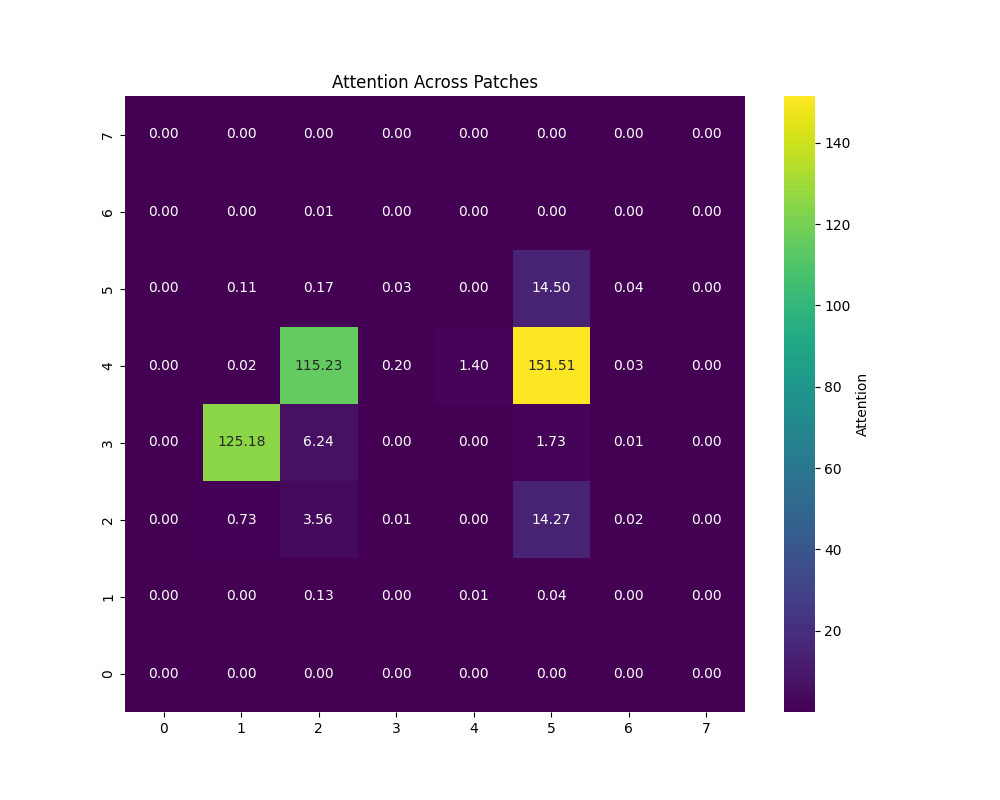 Attention Across Patches
7 0.00 0.00 0.00 0.00 0.00 0.00 0.00 0.00
6 0.00 0.00 0.01 0.00 0.00 0.00 0.00 0.00
5 0.00 0.11 0.17 0.03 0.00 14.50 0.04 0.00
4 0.00 0.02 115.23 0.20 1.40 151.51 0.03 0.00
3 0.00 125.18 6.24 0.00 0.00 1.73 0.01 0.00
2 0.00 0.73 3.56 0.01 0.00 14.27 0.02 0.00
1 0.00 0.00 0.13 0.00 0.01 0.04 0.00 0.00
0 0.00 0.00 0.00 0.00 0.00 0.00 0.00 0.00
0 1 2 3 4 5 6 7
140
120
100
80
60
40
20
Attention